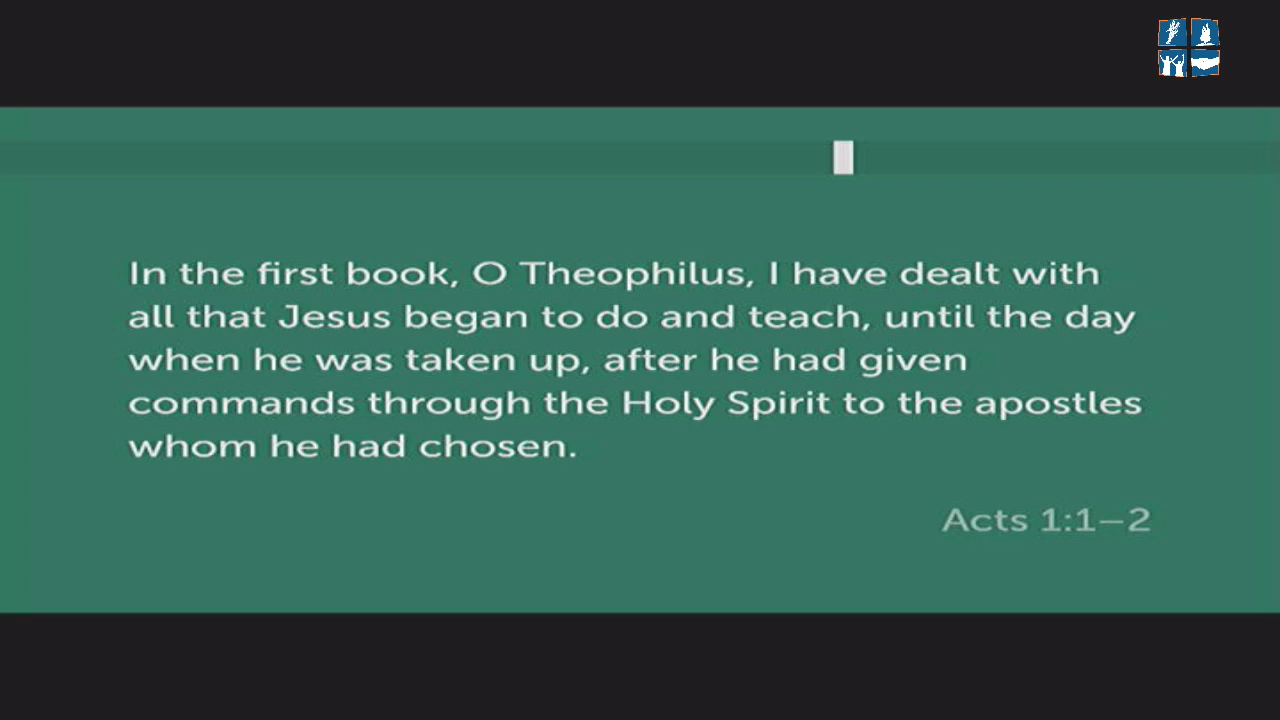 In the first book, O Theophilus, I have dealt with
all that Jesus began to do and teach, until the day
when he was taken up, after he had given
commands through the Holy Spirit to the apostles
whom he had chosen.
Acts 1:1–2